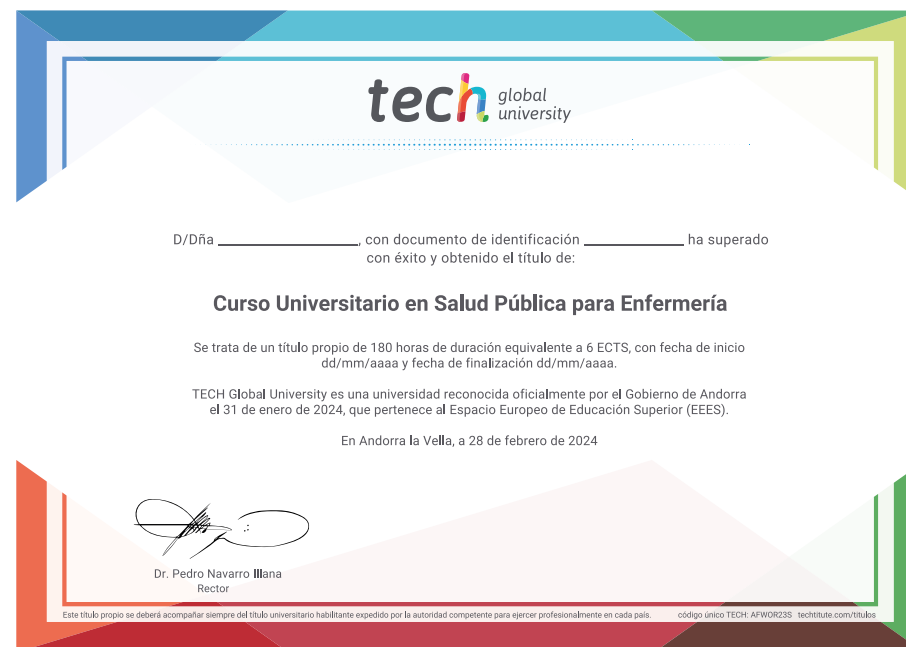 tech global university
D/Dña ____________________, con documento de identificación ______________ ha superado
con éxito y obtenido el título de:
Curso Universitario en Salud Pública para Enfermería
Se trata de un título propio de 180 horas de duración equivalente a 6 ECTS, con fecha de inicio
dd/mm/aaaa y fecha de finalización dd/mm/aaaa.
TECH Global University es una universidad reconocida oficialmente por el Gobierno de Andorra
el 31 de enero de 2024, que pertenece al Espacio Europeo de Educación Superior (EEES).
En Andorra la Vella, a 28 de febrero de 2024
Dr. Pedro Navarro Illana
Rector
Este título propio se deberá acompañar siempre del título universitario habilitante expedido por la autoridad competente para ejercer profesionalmente en cada país. código único TECH: AFWOR23S techtitute.com/titulos